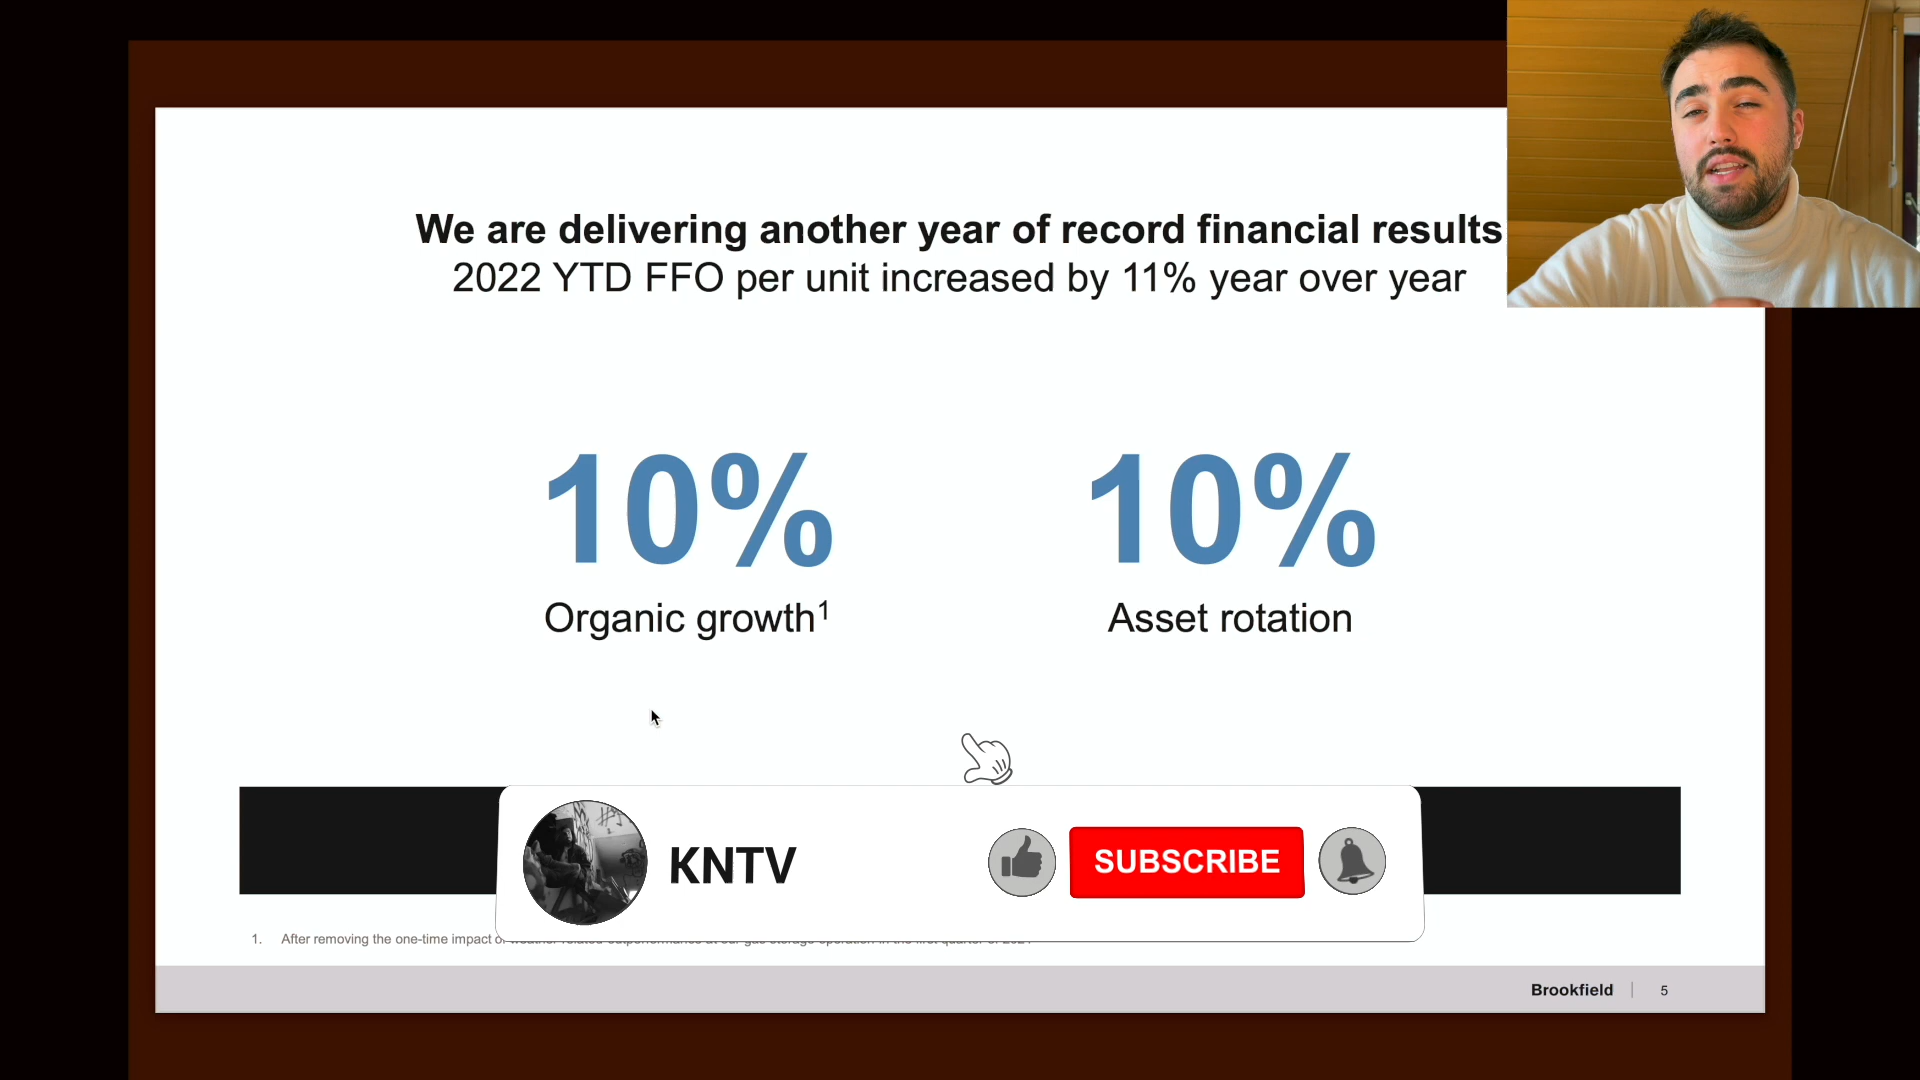 We are delivering another year of record financial results
2022 YTD FFO per unit increased by 11% year over year
10%
10%
Organic growth1
Asset rotation
KNTV
SUBSCRIBE
1. After removing the one-time impact
Brookfield | 5